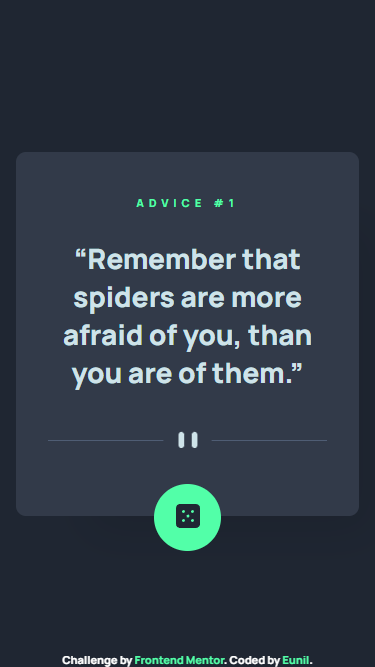 ADVICE #1
“Remember that
spiders are more
afraid of you, than
you are of them.”
Challenge by Frontend Mentor. Coded by Eunil.